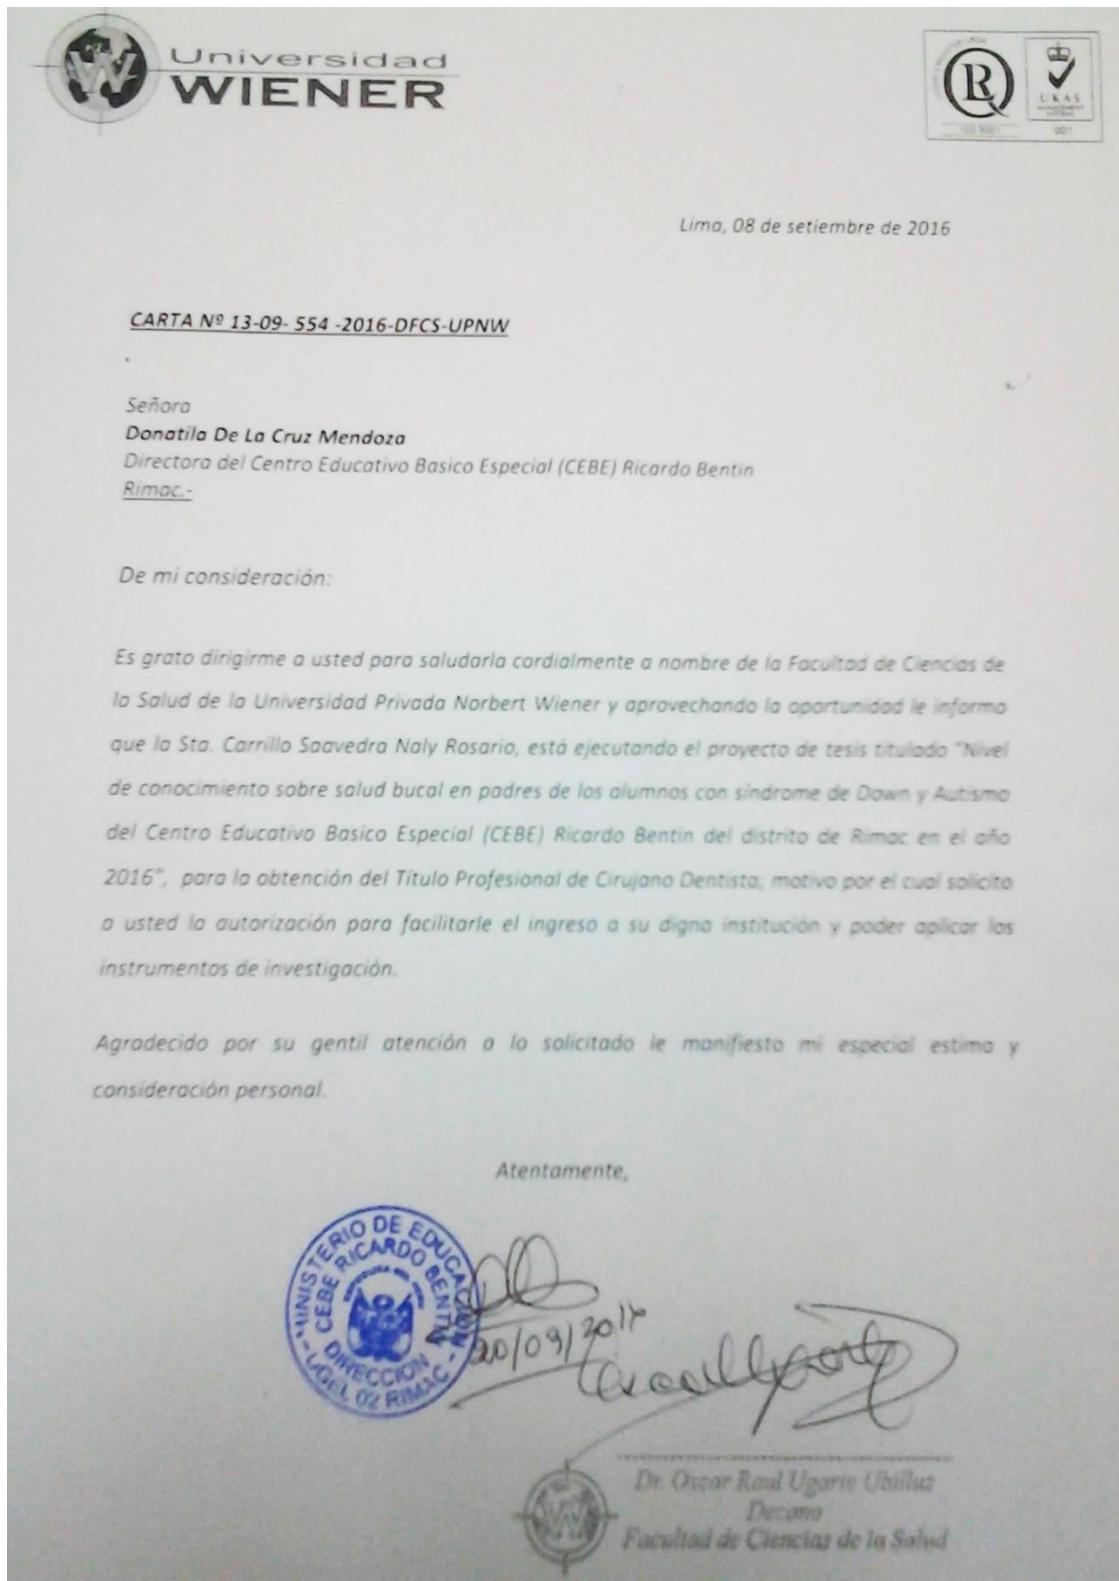 Universidad
WIENER
LR
UKAS
MANAGEMENT
SYSTEMS
ISO 9001
001
Lima, 08 de setiembre de 2016
CARTA Nº 13-09- 554 -2016-DFCS-UPNW
Señora
Donatila De La Cruz Mendoza
Directora del Centro Educativo Basico Especial (CEBE) Ricardo Bentin
Rimac.-
De mi consideración:
Es grato dirigirme a usted para saludarla cordialmente a nombre de la Facultad de Ciencias de
la Salud de la Universidad Privada Norbert Wiener y aprovechando la oportunidad le informo
que la Sta. Carrillo Saavedra Naly Rosario, está ejecutando el proyecto de tesis titulado "Nivel
de conocimiento sobre salud bucal en padres de los alumnos con síndrome de Down y Autismo
del Centro Educativo Basico Especial (CEBE) Ricardo Bentin del distrito de Rimac en el año
2016", para la obtención del Título Profesional de Cirujano Dentista; motivo por el cual solicito
a usted la autorización para facilitarle el ingreso a su digna institución y poder aplicar los
instrumentos de investigación.
Agradecido por su gentil atención a lo solicitado le manifiesto mi especial estima y
consideración personal.
Atentamente,
MINISTERIO DE EDUCACIÓN
CEBE RICARDO BENTIN
DIRECCION
- UGEL 02 RIMAC -
20/09/2017
Dr. Oscar Raul Ugarte Ubilluz
Decano
Facultad de Ciencias de la Salud